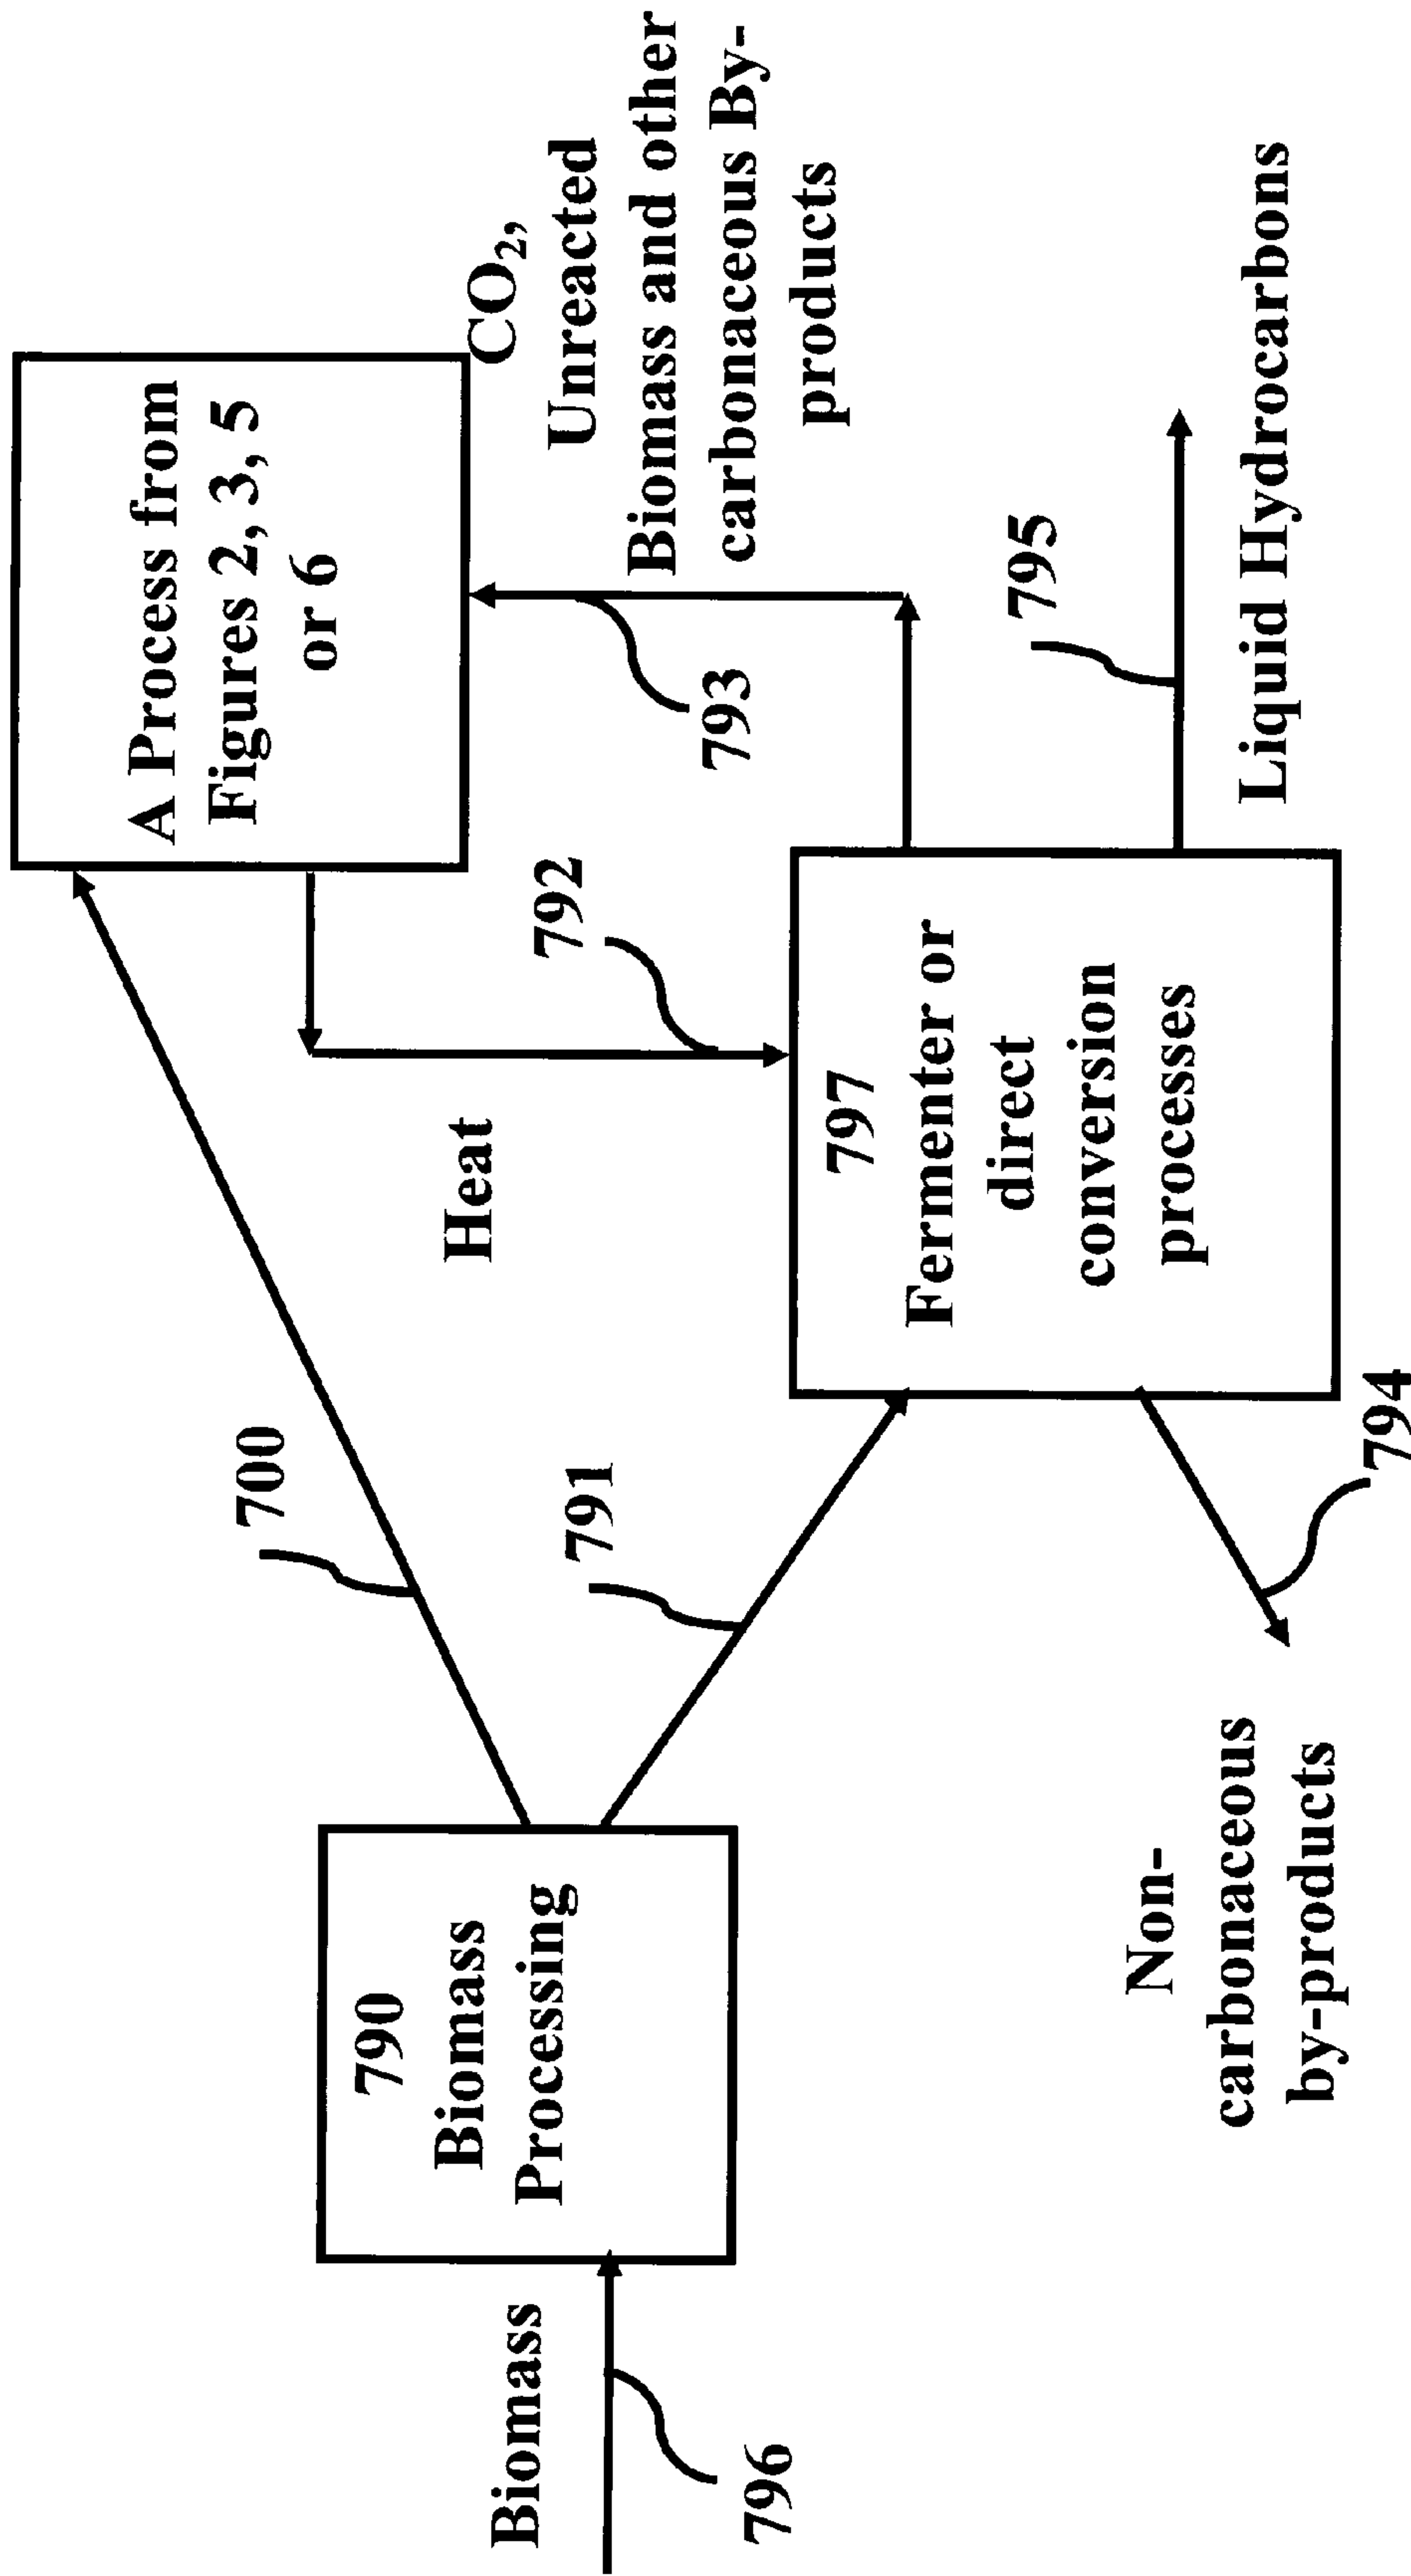 Biomass
796
790
Biomass
Processing
700
791
A Process from
Figures 2, 3, 5
or 6
Heat
792
797
Fermenter or
direct
conversion
processes
793
CO₂,
Unreacted
Biomass and other
carbonaceous By-
products
795
Liquid Hydrocarbons
794
Non-
carbonaceous
by-products